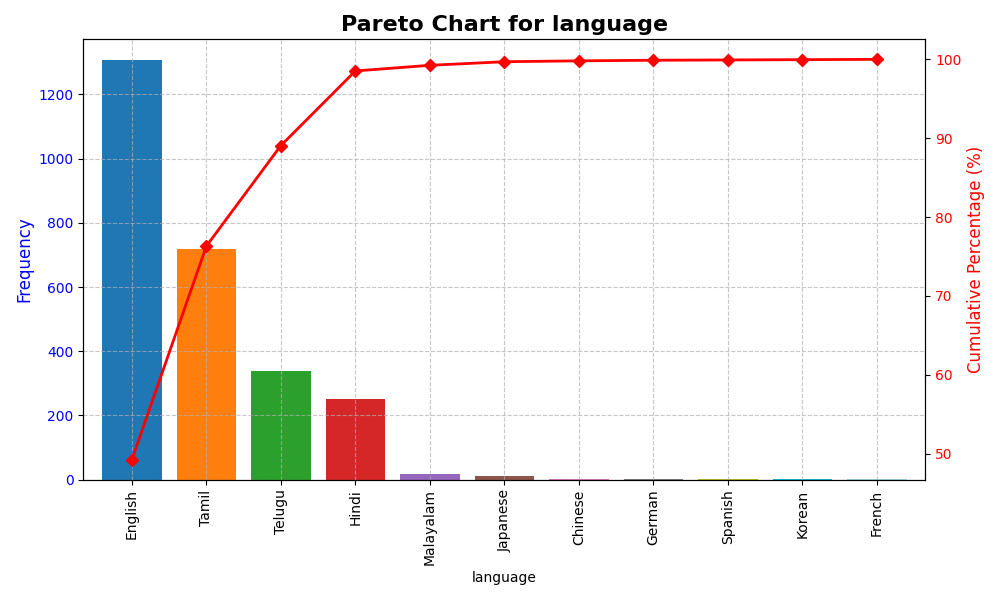 Pareto Chart for language
Frequency
1200
1000
800
600
400
200
0
100
90
80
70
60
50
Cumulative Percentage (%)
English
Tamil
Telugu
Hindi
Malayalam
Japanese
Chinese
German
Spanish
Korean
French
language